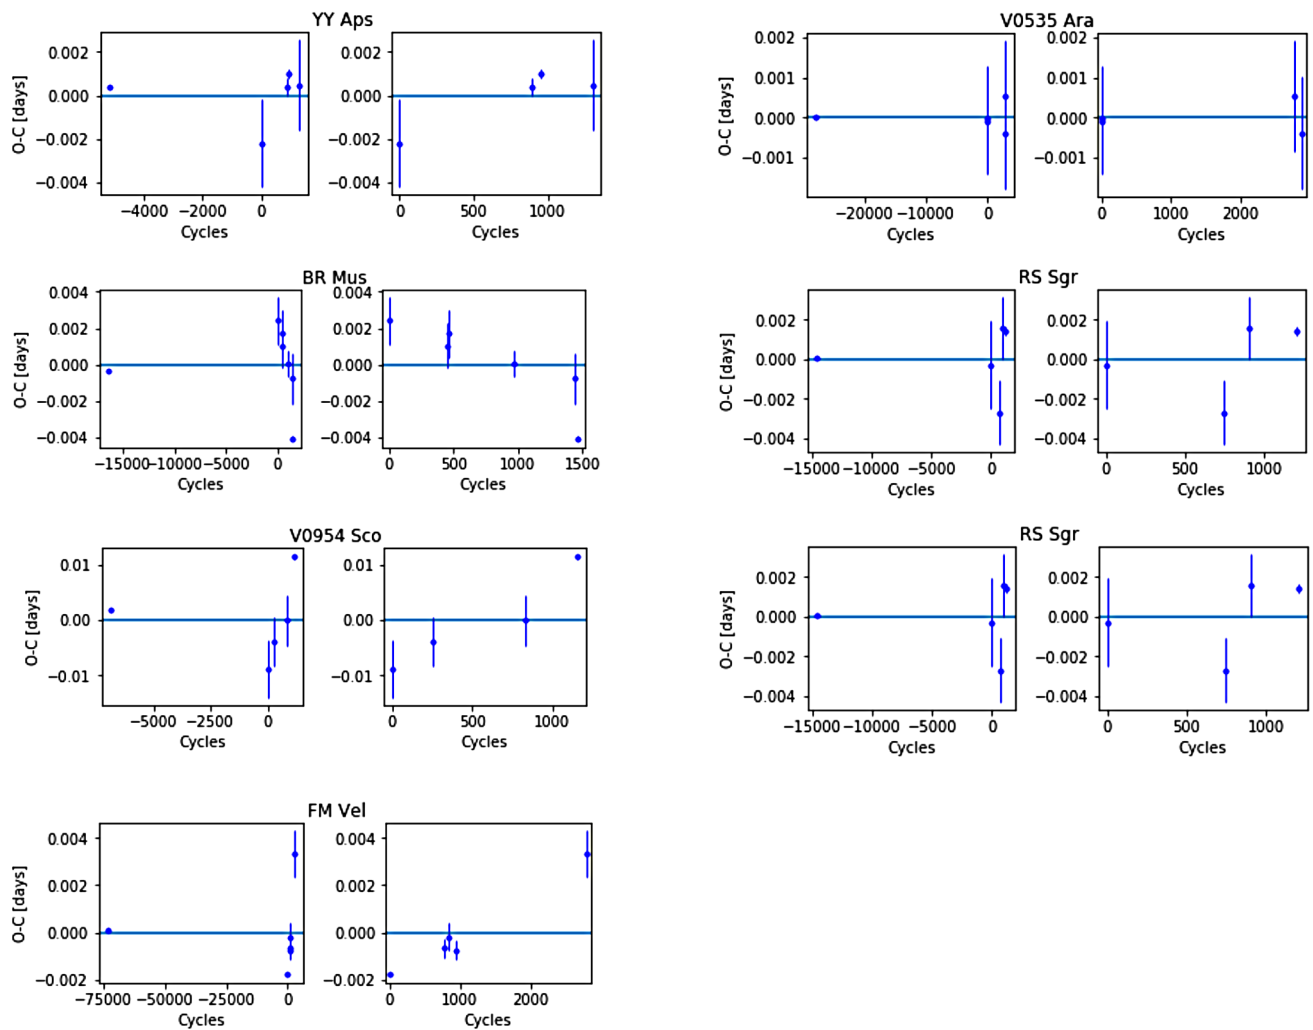 YY Aps
0.002
0.000
−0.002
−0.004
O-C [days]
−4000 −2000 0
Cycles
0.002
0.000
−0.002
−0.004
0 500 1000
Cycles
V0535 Ara
0.002
0.001
0.000
−0.001
O-C [days]
−20000 −10000 0
Cycles
0.002
0.001
0.000
−0.001
0 1000 2000
Cycles
BR Mus
0.004
0.002
0.000
−0.002
−0.004
O-C [days]
−15000 −10000 −5000 0
Cycles
0.004
0.002
0.000
−0.002
−0.004
0 500 1000 1500
Cycles
RS Sgr
0.002
0.000
−0.002
−0.004
O-C [days]
−15000 −10000 −5000 0
Cycles
0.002
0.000
−0.002
−0.004
0 500 1000
Cycles
V0954 Sco
0.01
0.00
−0.01
O-C [days]
−5000 −2500 0
Cycles
0.01
0.00
−0.01
0 500 1000
Cycles
RS Sgr
0.002
0.000
−0.002
−0.004
O-C [days]
−15000 −10000 −5000 0
Cycles
0.002
0.000
−0.002
−0.004
0 500 1000
Cycles
FM Vel
0.004
0.002
0.000
−0.002
O-C [days]
−75000 −50000 −25000 0
Cycles
0.004
0.002
0.000
−0.002
0 1000 2000
Cycles